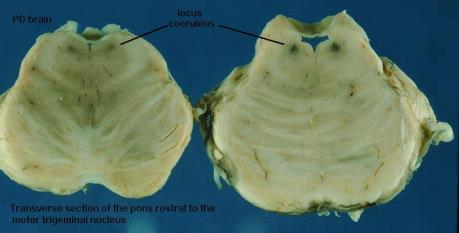 PD brain
locus
coeruleus
Transverse section of the pons rostral to the
motor trigeminal nucleus